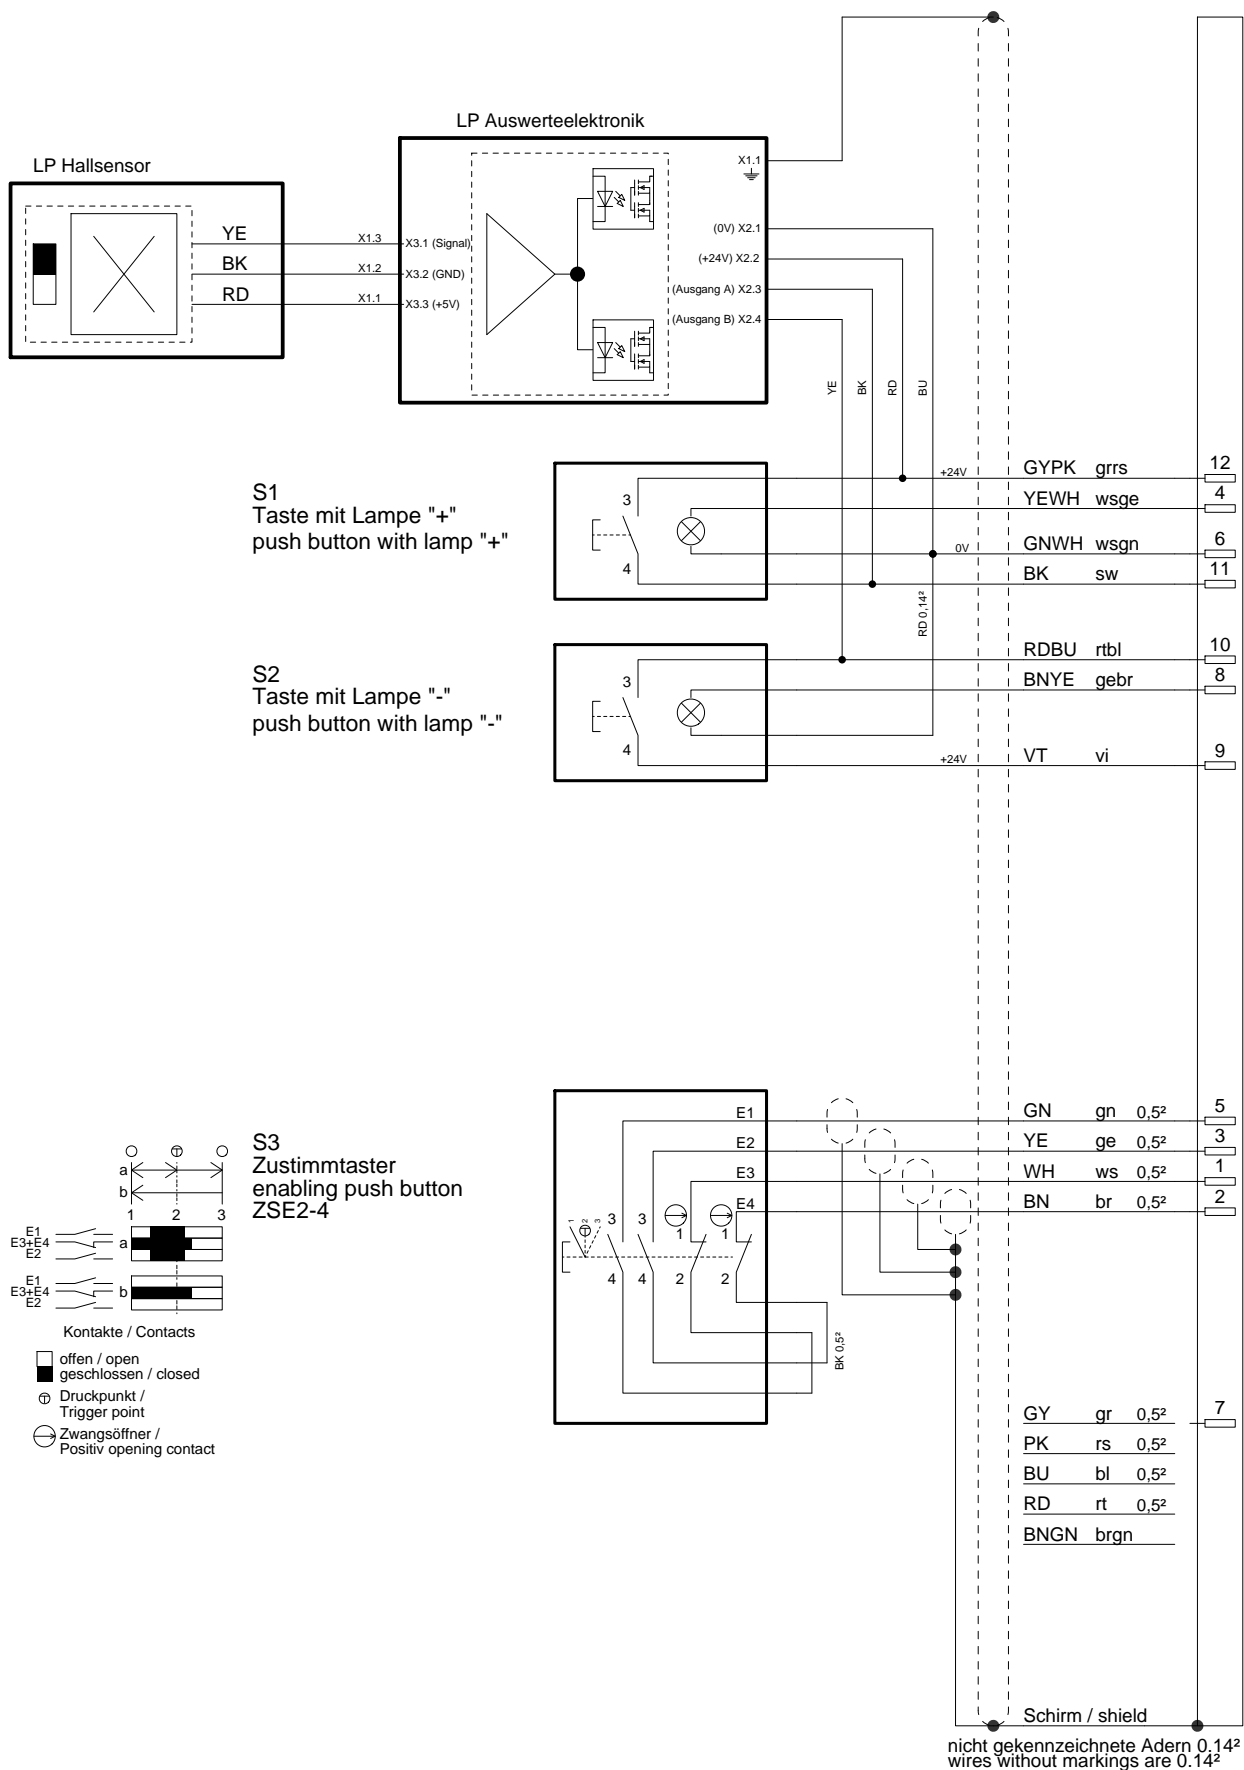 LP Auswerteelektronik
LP Hallsensor
X1.1
YE X1.3 X3.1 (Signal)
BK X1.2 X3.2 (GND)
RD X1.1 X3.3 (+5V)
(0V) X2.1
(+24V) X2.2
(Ausgang A) X2.3
(Ausgang B) X2.4
YE
BK
RD
BU
S1
Taste mit Lampe "+"
push button with lamp "+"
3
4
+24V GYPK grrs 12
YEWH wsge 4
0V GNWH wsgn 6
BK sw 11
RD 0,14²
S2
Taste mit Lampe "-"
push button with lamp "-"
3
4
RDBU rtbl 10
BNYE gebr 8
+24V VT vi 9
S3
Zustimmtaster
enabling push button
ZSE2-4
E1 GN gn 0,5² 5
E2 YE ge 0,5² 3
E3 WH ws 0,5² 1
E4 BN br 0,5² 2
1 2 3
T
3 3 1 1
4 4 2 2
BK 0,5²
T
a
b
1 2 3
E1
E3+E4 a
E2
E1
E3+E4 b
E2
Kontakte / Contacts
offen / open
geschlossen / closed
T Druckpunkt /
Trigger point
Zwangsöffner /
Positiv opening contact
GY gr 0,5² 7
PK rs 0,5²
BU bl 0,5²
RD rt 0,5²
BNGN brgn
Schirm / shield
nicht gekennzeichnete Adern 0.14²
wires without markings are 0.14²